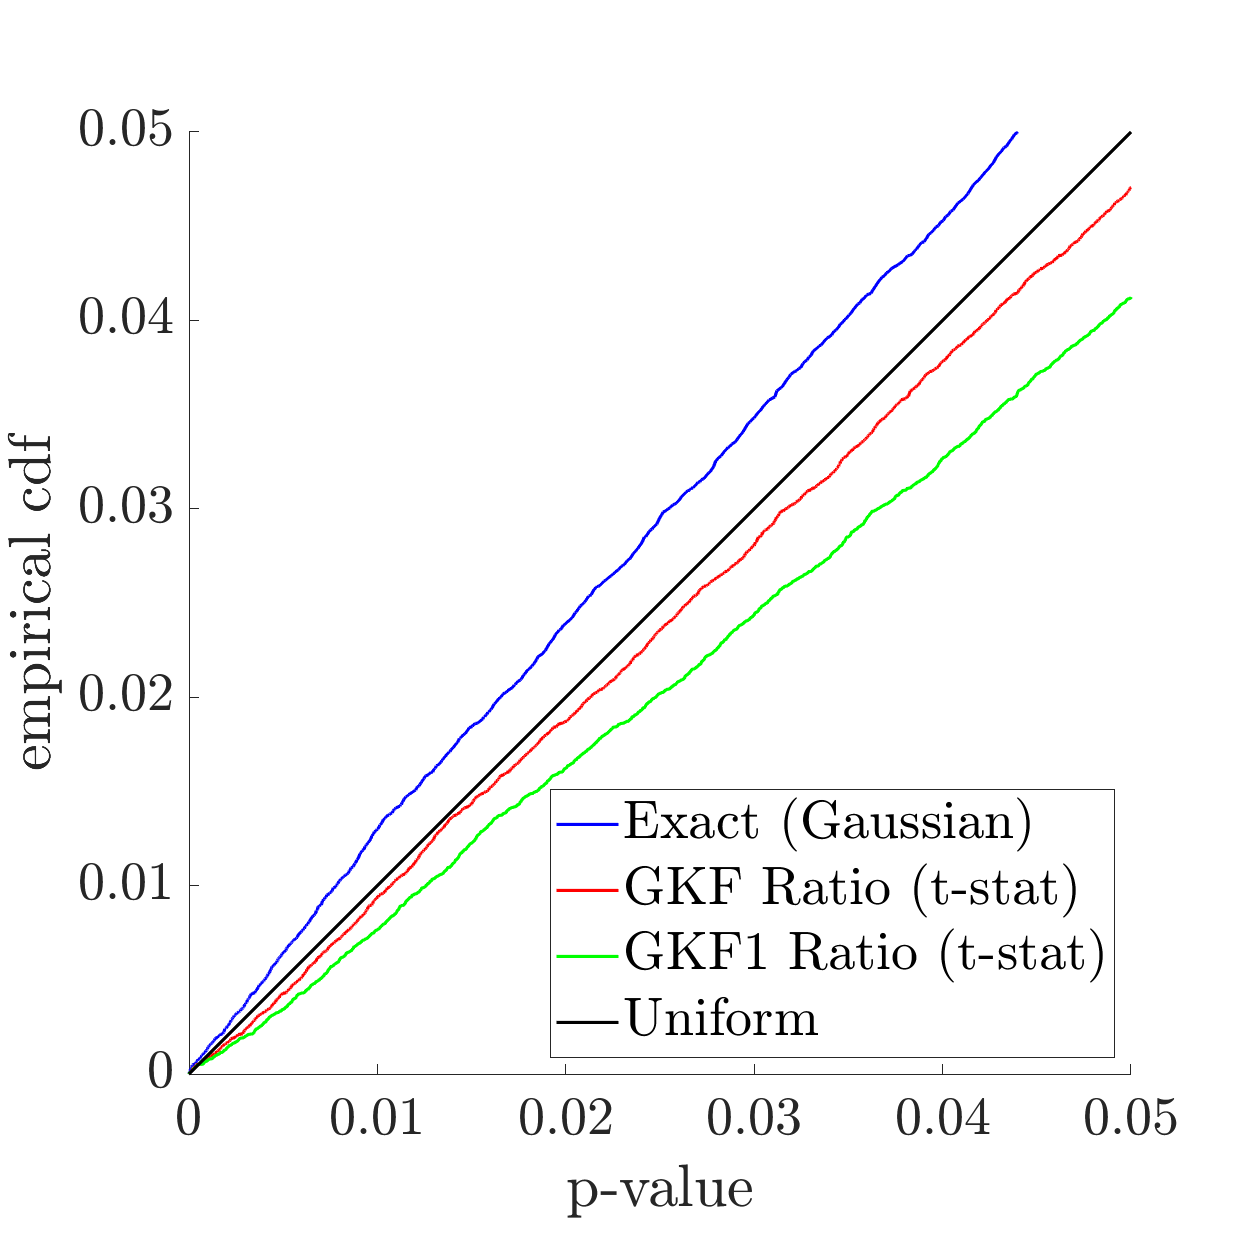 0.05
0.04
0.03
0.02
0.01
0
empirical cdf
Exact (Gaussian)
GKF Ratio (t-stat)
GKF1 Ratio (t-stat)
Uniform
0 0.01 0.02 0.03 0.04 0.05
p-value